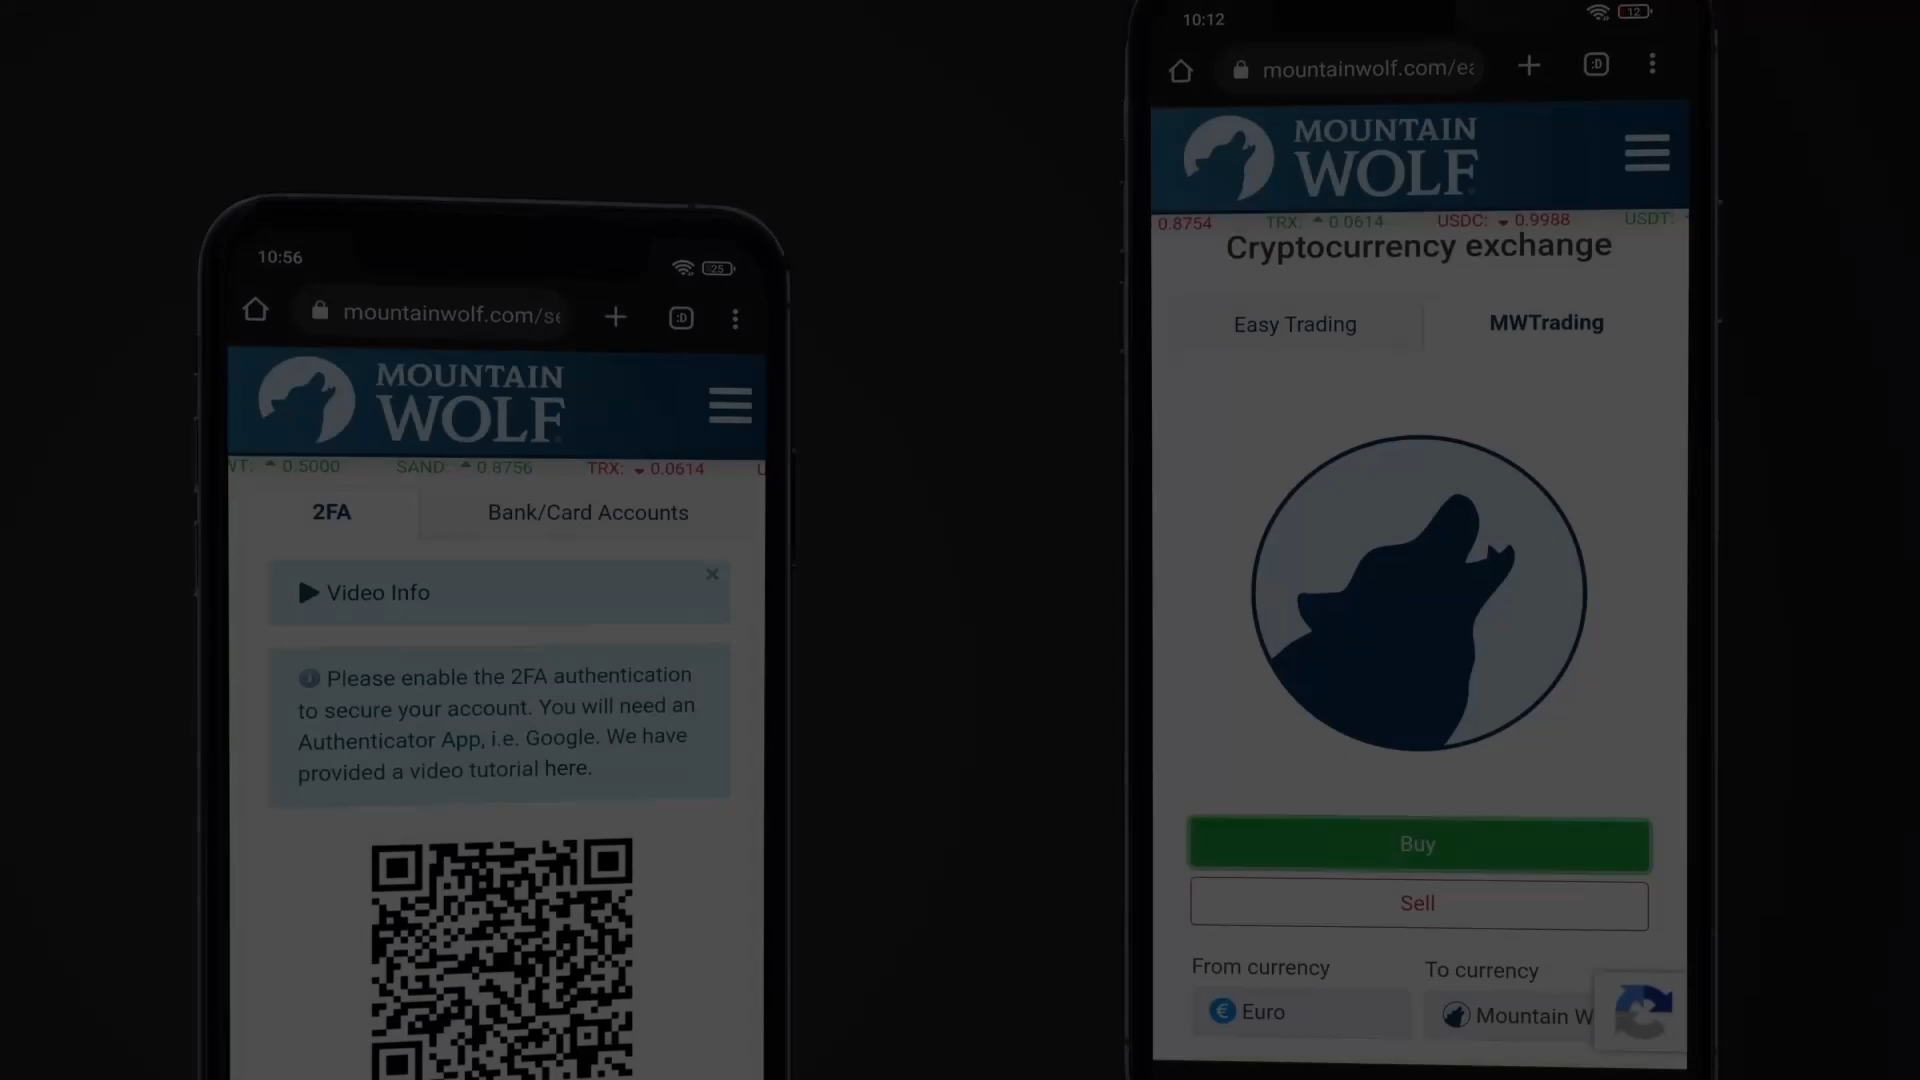 10:56
25
mountainwolf.com/se
:D
MOUNTAIN
WOLF
WT: 0.5000 SAND: 0.8756 TRX: 0.0614 U
2FA
Bank/Card Accounts
Video Info
Please enable the 2FA authentication
to secure your account. You will need an
Authenticator App, i.e. Google. We have
provided a video tutorial here.
10:12
12
mountainwolf.com/ea
:D
MOUNTAIN
WOLF
0.8754 TRX: 0.0614 USDC: 0.9988 USDT:
Cryptocurrency exchange
Easy Trading
MWTrading
Buy
Sell
From currency
To currency
€ Euro
Mountain W